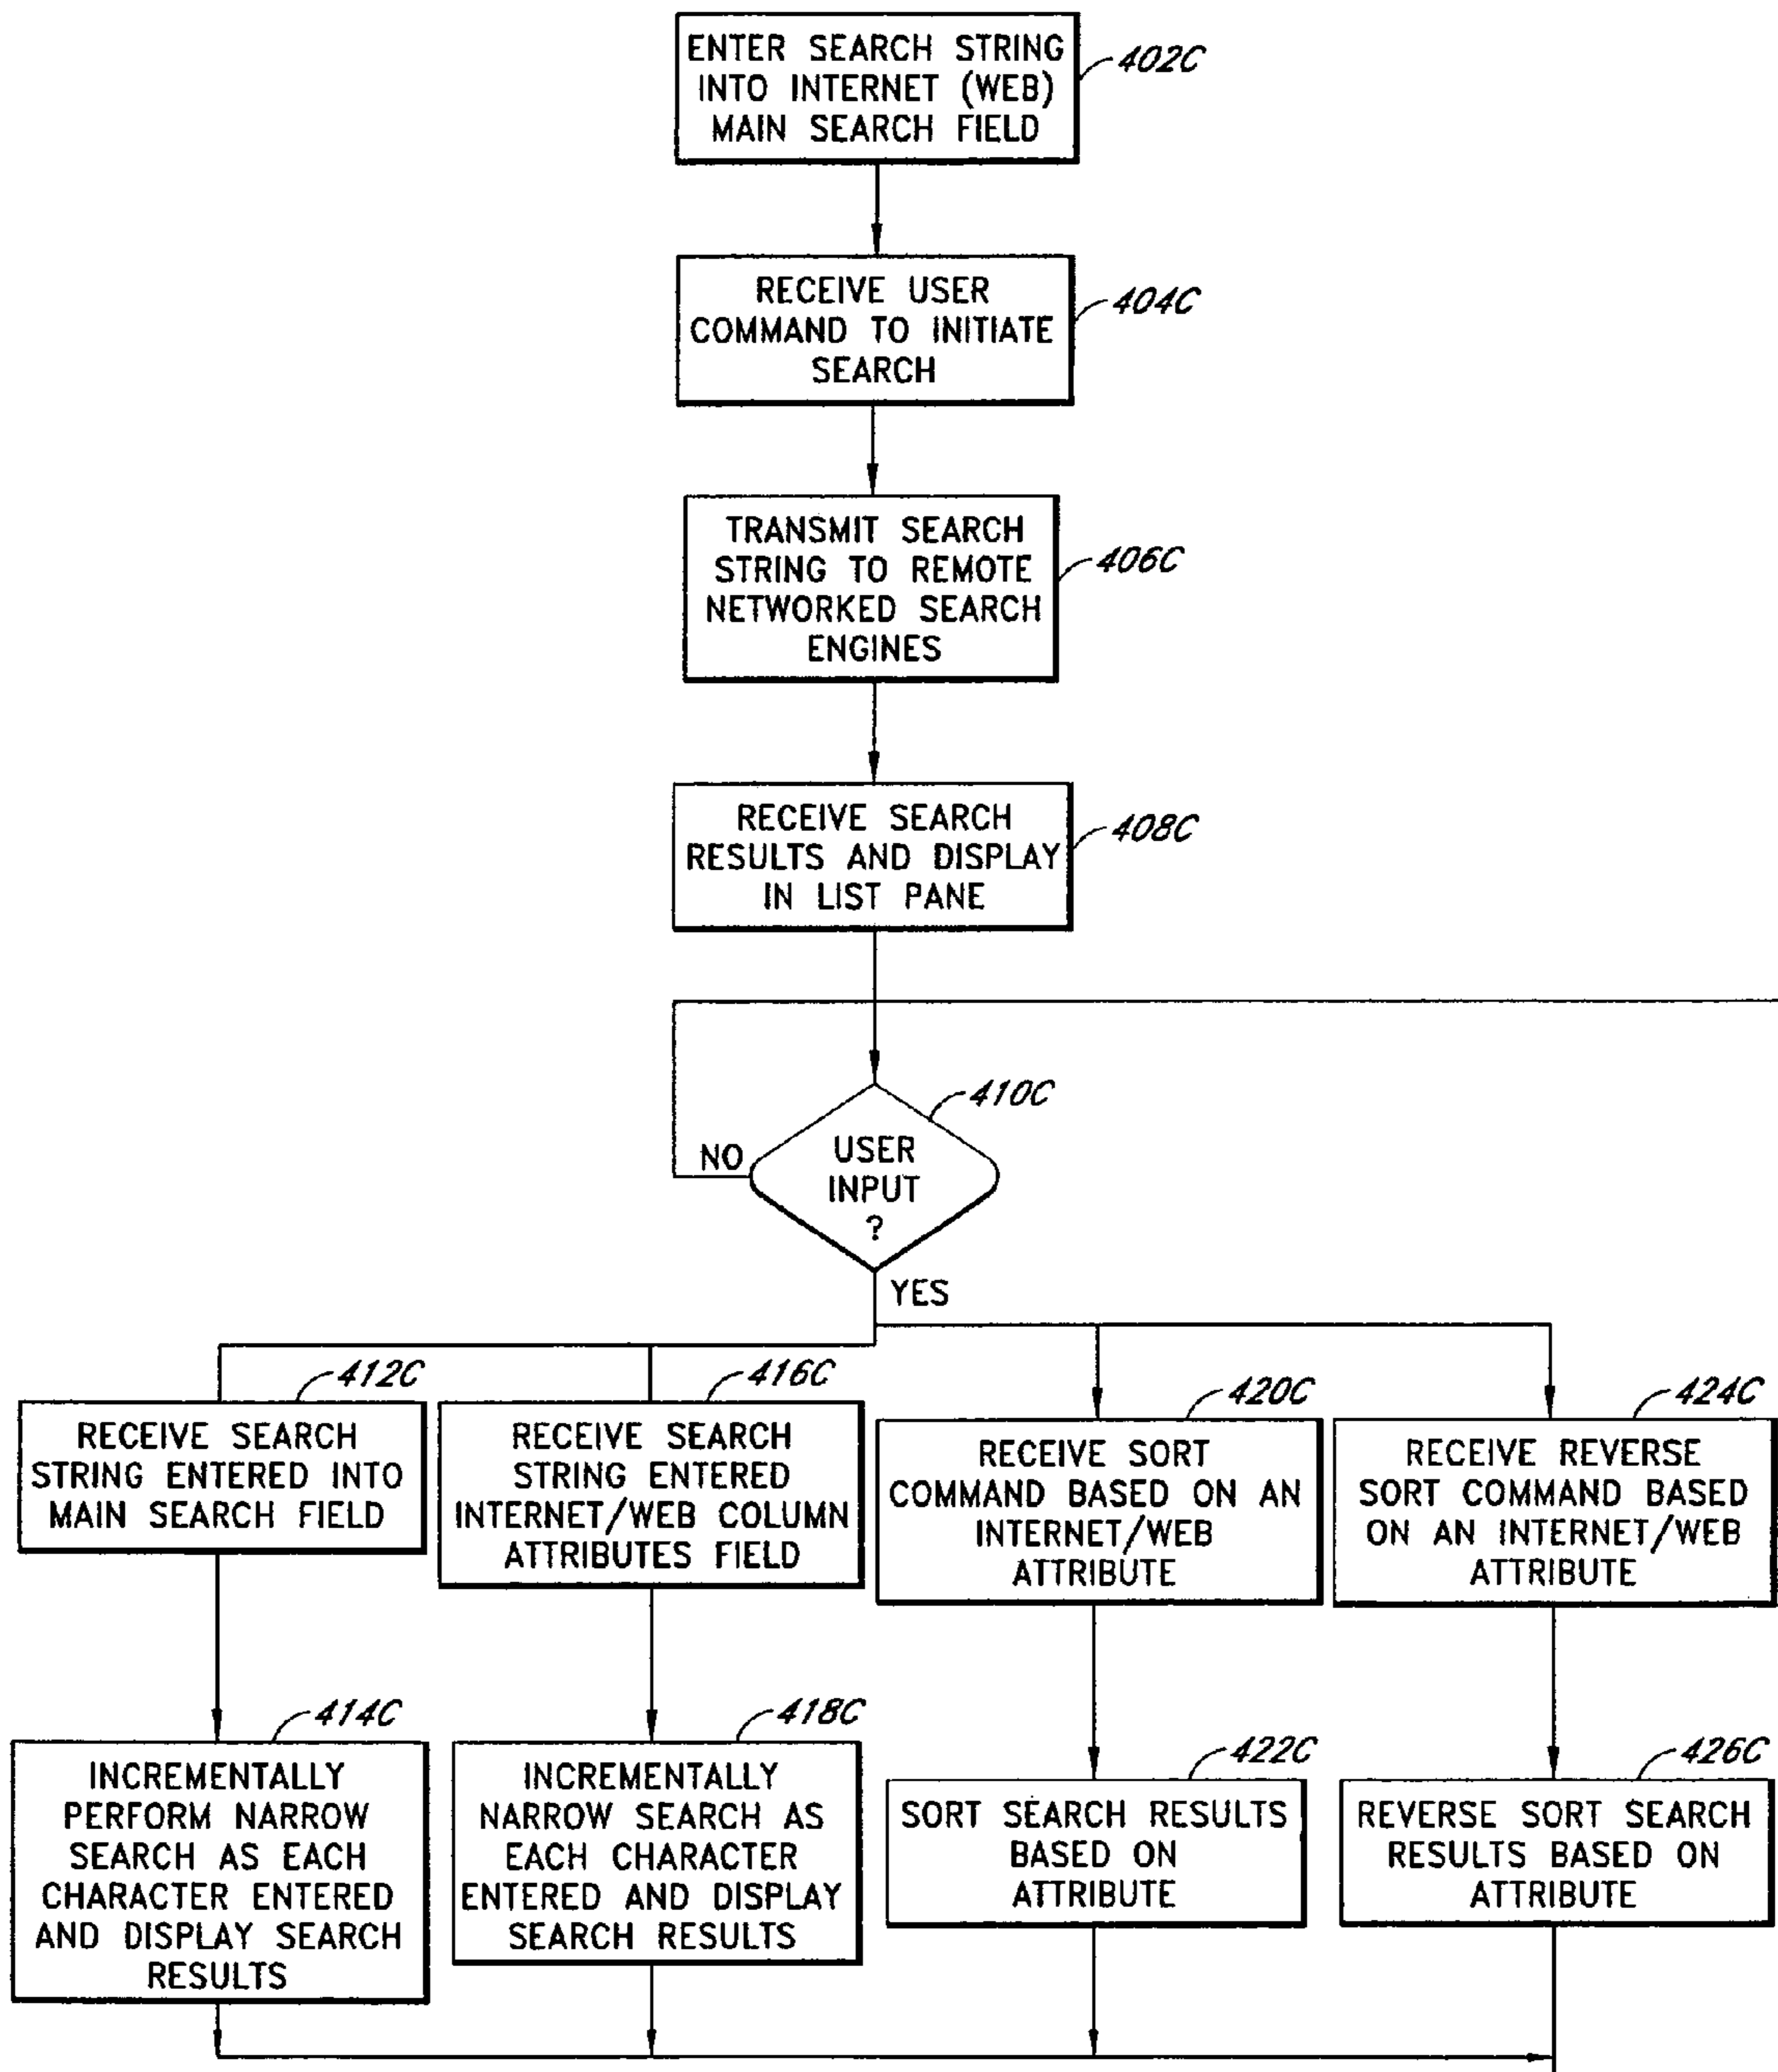 ENTER SEARCH STRING
INTO INTERNET (WEB)
MAIN SEARCH FIELD
402C
RECEIVE USER
COMMAND TO INITIATE
SEARCH
404C
TRANSMIT SEARCH
STRING TO REMOTE
NETWORKED SEARCH
ENGINES
406C
RECEIVE SEARCH
RESULTS AND DISPLAY
IN LIST PANE
408C
410C
USER
INPUT
?
NO
YES
412C
RECEIVE SEARCH
STRING ENTERED INTO
MAIN SEARCH FIELD
416C
RECEIVE SEARCH
STRING ENTERED
INTERNET/WEB COLUMN
ATTRIBUTES FIELD
420C
RECEIVE SORT
COMMAND BASED ON AN
INTERNET/WEB
ATTRIBUTE
424C
RECEIVE REVERSE
SORT COMMAND BASED
ON AN INTERNET/WEB
ATTRIBUTE
414C
INCREMENTALLY
PERFORM NARROW
SEARCH AS EACH
CHARACTER ENTERED
AND DISPLAY SEARCH
RESULTS
418C
INCREMENTALLY
NARROW SEARCH AS
EACH CHARACTER
ENTERED AND DISPLAY
SEARCH RESULTS
422C
SORT SEARCH RESULTS
BASED ON
ATTRIBUTE
426C
REVERSE SORT SEARCH
RESULTS BASED ON
ATTRIBUTE